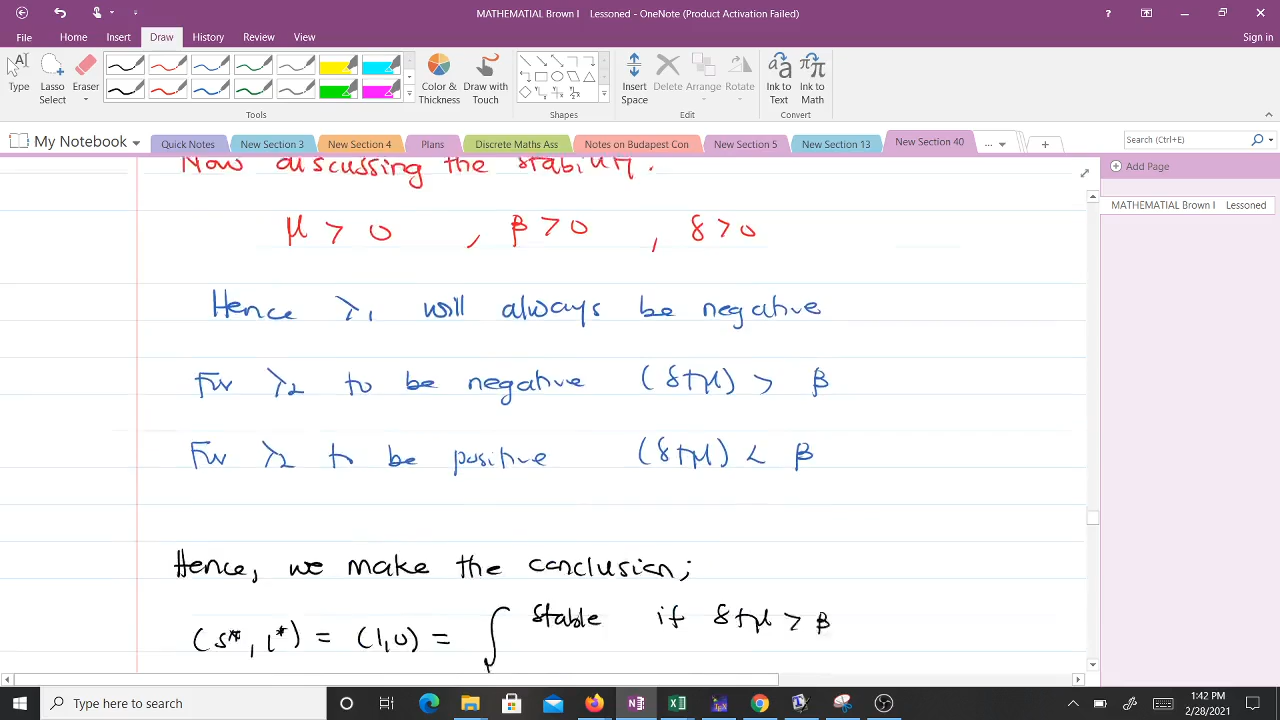 MATHEMATIAL Brown I Lessoned - OneNote (Product Activation Failed)
File Home Insert Draw History Review View
Sign in
Type Lasso Select Eraser Color & Thickness Draw with Touch Insert Space Delete Arrange Rotate Ink to Text Ink to Math
Tools Shapes Edit Convert
My Notebook Quick Notes New Section 3 New Section 4 Plans Discrete Maths Ass Notes on Budapest Con New Section 5 New Section 13 New Section 40 ... Search (Ctrl+E)
Add Page
MATHEMATIAL Brown I Lessoned
Now discussing the stability.
μ > 0 , β > 0 , δ > 0
Hence λ1 will always be negative
For λ2 to be negative (δ+μ) > β
For λ2 to be positive (δ+μ) < β
Hence, we make the conclusion;
stable if δ+μ > β
(s*, i*) = (1,0) =
Type here to search
1:42 PM
2/28/2021